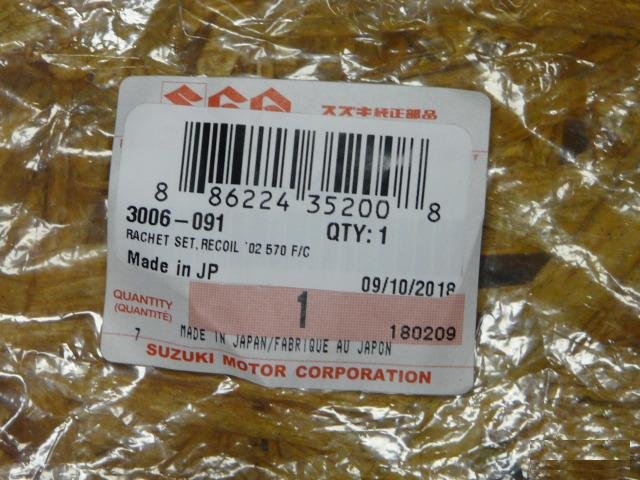 SGP スズキ純正部品
8 86224 35200 8
3006-091 QTY: 1
RACHET SET, RECOIL '02 570 F/C
Made in JP 09/10/2018
QUANTITY 1
(QUANTITÉ) 180209
7 MADE IN JAPAN/FABRIQUE AU JAPON
SUZUKI MOTOR CORPORATION